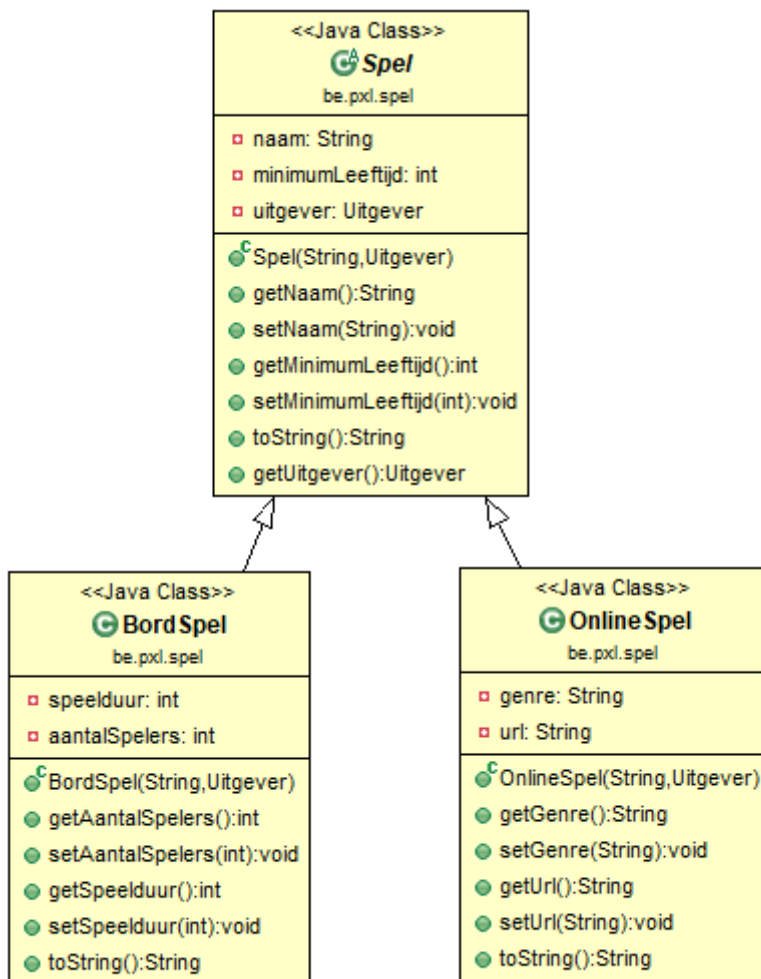 <<Java Class>>
Spel
be.pxl.spel
naam: String
minimumLeeftijd: int
uitgever: Uitgever
Spel(String,Uitgever)
getNaam():String
setNaam(String):void
getMinimumLeeftijd():int
setMinimumLeeftijd(int):void
toString():String
getUitgever():Uitgever
<<Java Class>>
BordSpel
be.pxl.spel
speelduur: int
aantalSpelers: int
BordSpel(String,Uitgever)
getAantalSpelers():int
setAantalSpelers(int):void
getSpeelduur():int
setSpeelduur(int):void
toString():String
<<Java Class>>
OnlineSpel
be.pxl.spel
genre: String
url: String
OnlineSpel(String,Uitgever)
getGenre():String
setGenre(String):void
getUrl():String
setUrl(String):void
toString():String